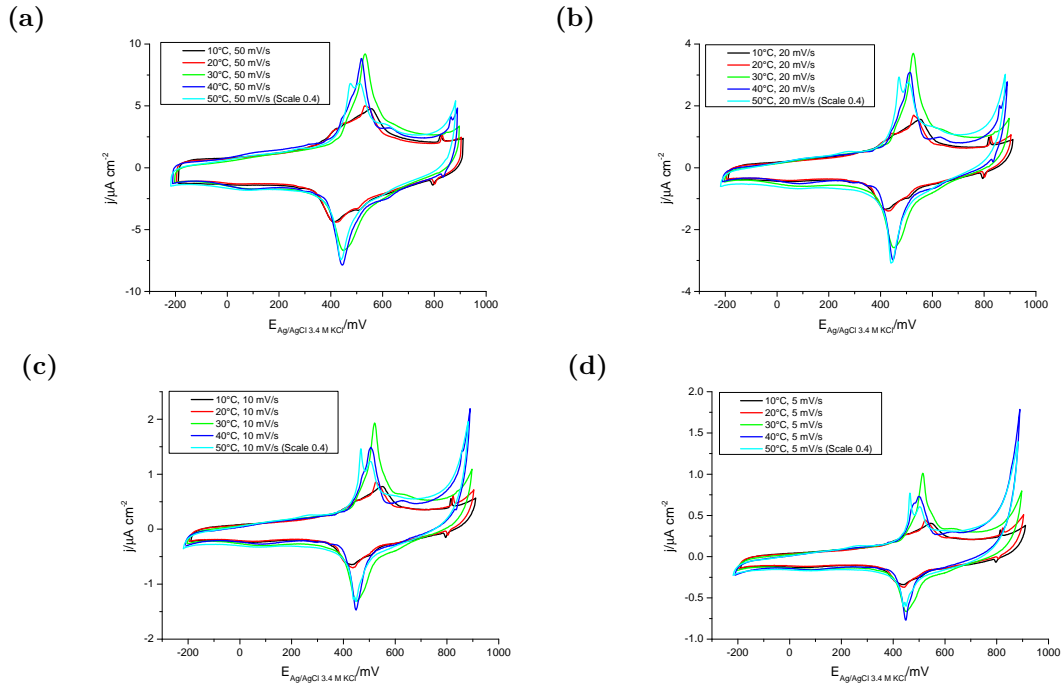 (a)
10°C, 50 mV/s
20°C, 50 mV/s
30°C, 50 mV/s
40°C, 50 mV/s
50°C, 50 mV/s (Scale 0.4)
10
5
0
-5
-10
j/µA cm-2
-200 0 200 400 600 800 1000
E Ag/AgCl 3.4 M KCl/mV
(b)
10°C, 20 mV/s
20°C, 20 mV/s
30°C, 20 mV/s
40°C, 20 mV/s
50°C, 20 mV/s (Scale 0.4)
4
2
0
-2
-4
j/µA cm-2
-200 0 200 400 600 800 1000
E Ag/AgCl 3.4 M KCl/mV
(c)
10°C, 10 mV/s
20°C, 10 mV/s
30°C, 10 mV/s
40°C, 10 mV/s
50°C, 10 mV/s (Scale 0.4)
2
1
0
-1
-2
j/µA cm-2
-200 0 200 400 600 800 1000
E Ag/AgCl 3.4 M KCl/mV
(d)
10°C, 5 mV/s
20°C, 5 mV/s
30°C, 5 mV/s
40°C, 5 mV/s
50°C, 5 mV/s (Scale 0.4)
2.0
1.5
1.0
0.5
0.0
-0.5
-1.0
j/µA cm-2
-200 0 200 400 600 800 1000
E Ag/AgCl 3.4 M KCl/mV